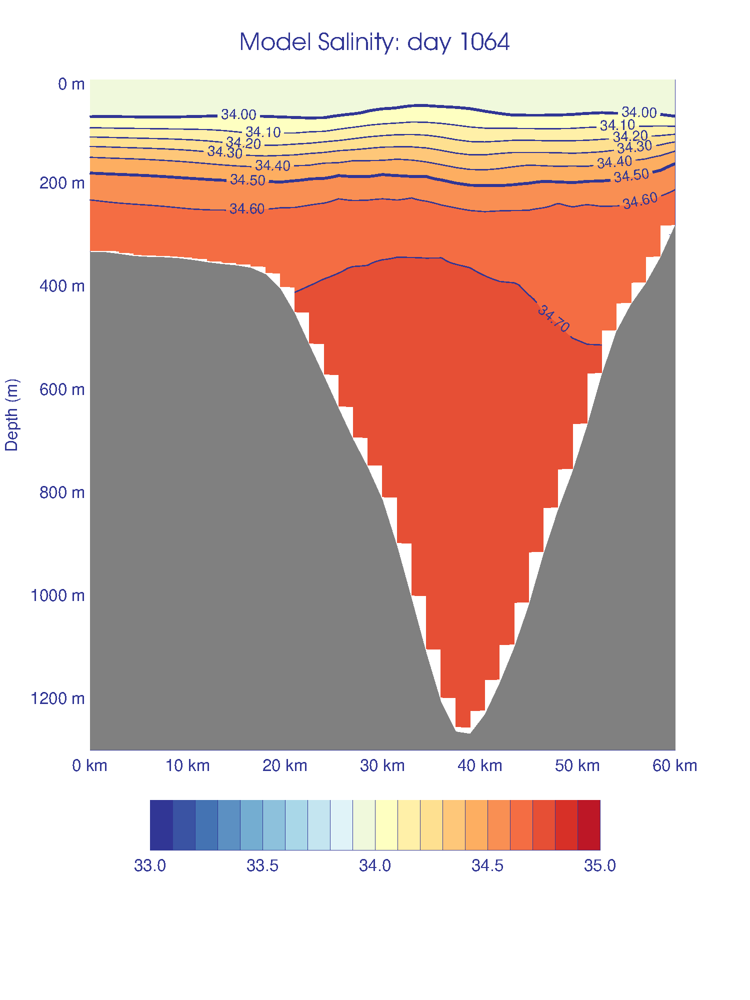 Model Salinity: day 1064
0 m
200 m
400 m
600 m
800 m
1000 m
1200 m
Depth (m)
34.00
34.00
34.10
34.10
34.20
34.20
34.30
34.30
34.40
34.40
34.50
34.50
34.60
34.60
34.70
0 km
10 km
20 km
30 km
40 km
50 km
60 km
33.0
33.5
34.0
34.5
35.0